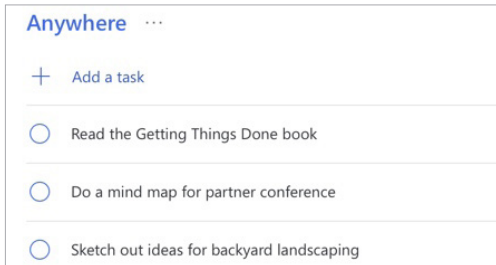 Anywhere ...
Add a task
Read the Getting Things Done book
Do a mind map for partner conference
Sketch out ideas for backyard landscaping